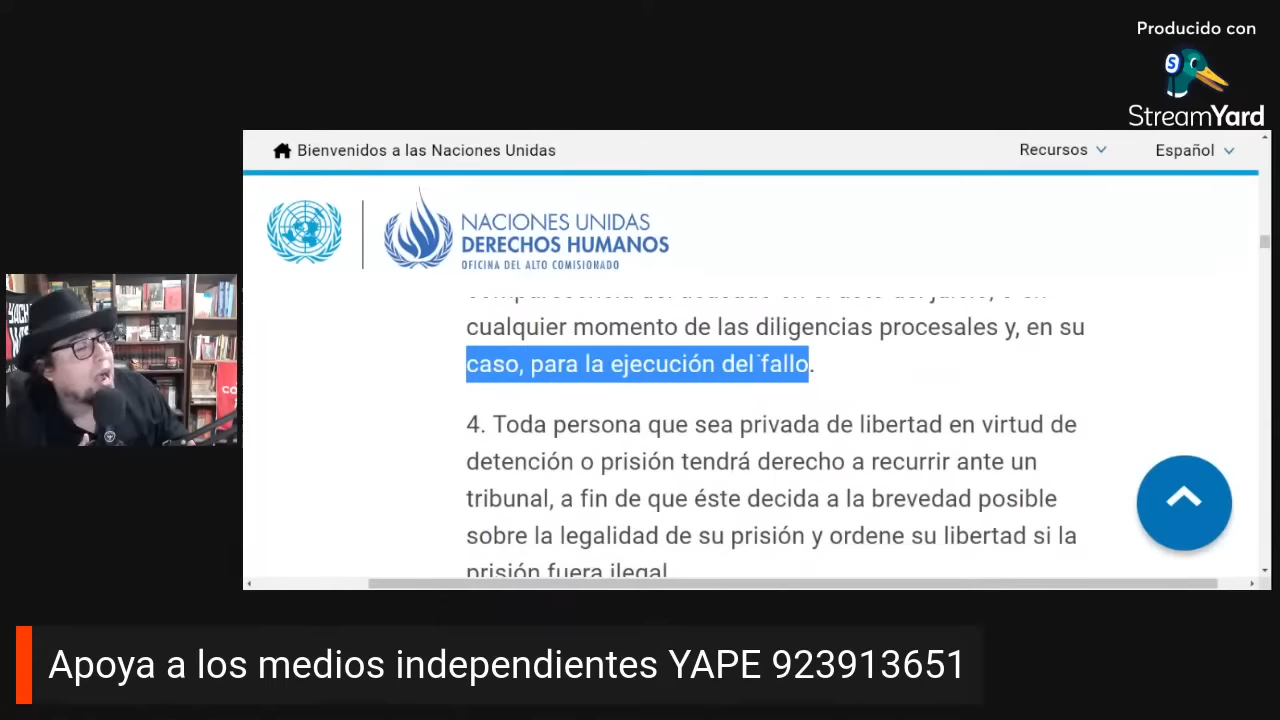 Producido con
StreamYard
Bienvenidos a las Naciones Unidas
Recursos
Español
NACIONES UNIDAS
DERECHOS HUMANOS
OFICINA DEL ALTO COMISIONADO
cualquier momento de las diligencias procesales y, en su
caso, para la ejecución del fallo.
4. Toda persona que sea privada de libertad en virtud de
detención o prisión tendrá derecho a recurrir ante un
tribunal, a fin de que éste decida a la brevedad posible
sobre la legalidad de su prisión y ordene su libertad si la
prisión fuera ilegal
Apoya a los medios independientes YAPE 923913651